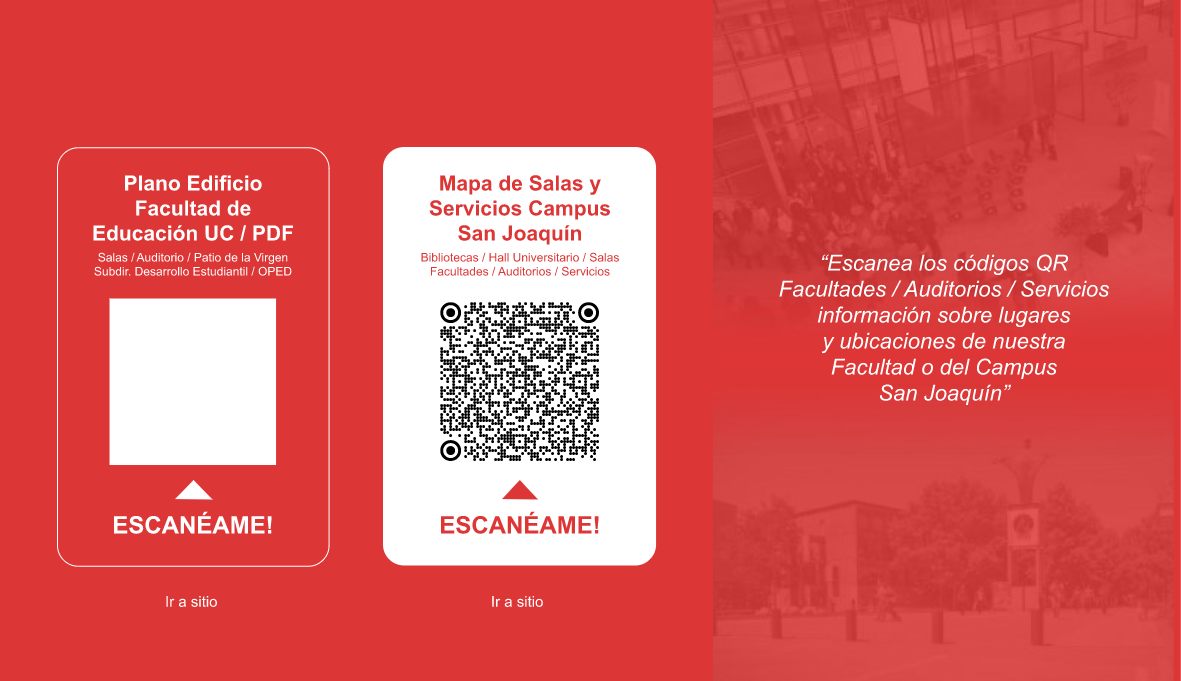 Plano Edificio
Facultad de
Educación UC / PDF
Salas / Auditorio / Patio de la Virgen
Subdir. Desarrollo Estudiantil / OPED
ESCANÉAME!
Ir a sitio
Mapa de Salas y
Servicios Campus
San Joaquín
Bibliotecas / Hall Universitario / Salas
Facultades / Auditorios / Servicios
ESCANÉAME!
Ir a sitio
“Escanea los códigos QR
Facultades / Auditorios / Servicios
información sobre lugares
y ubicaciones de nuestra
Facultad o del Campus
San Joaquín”